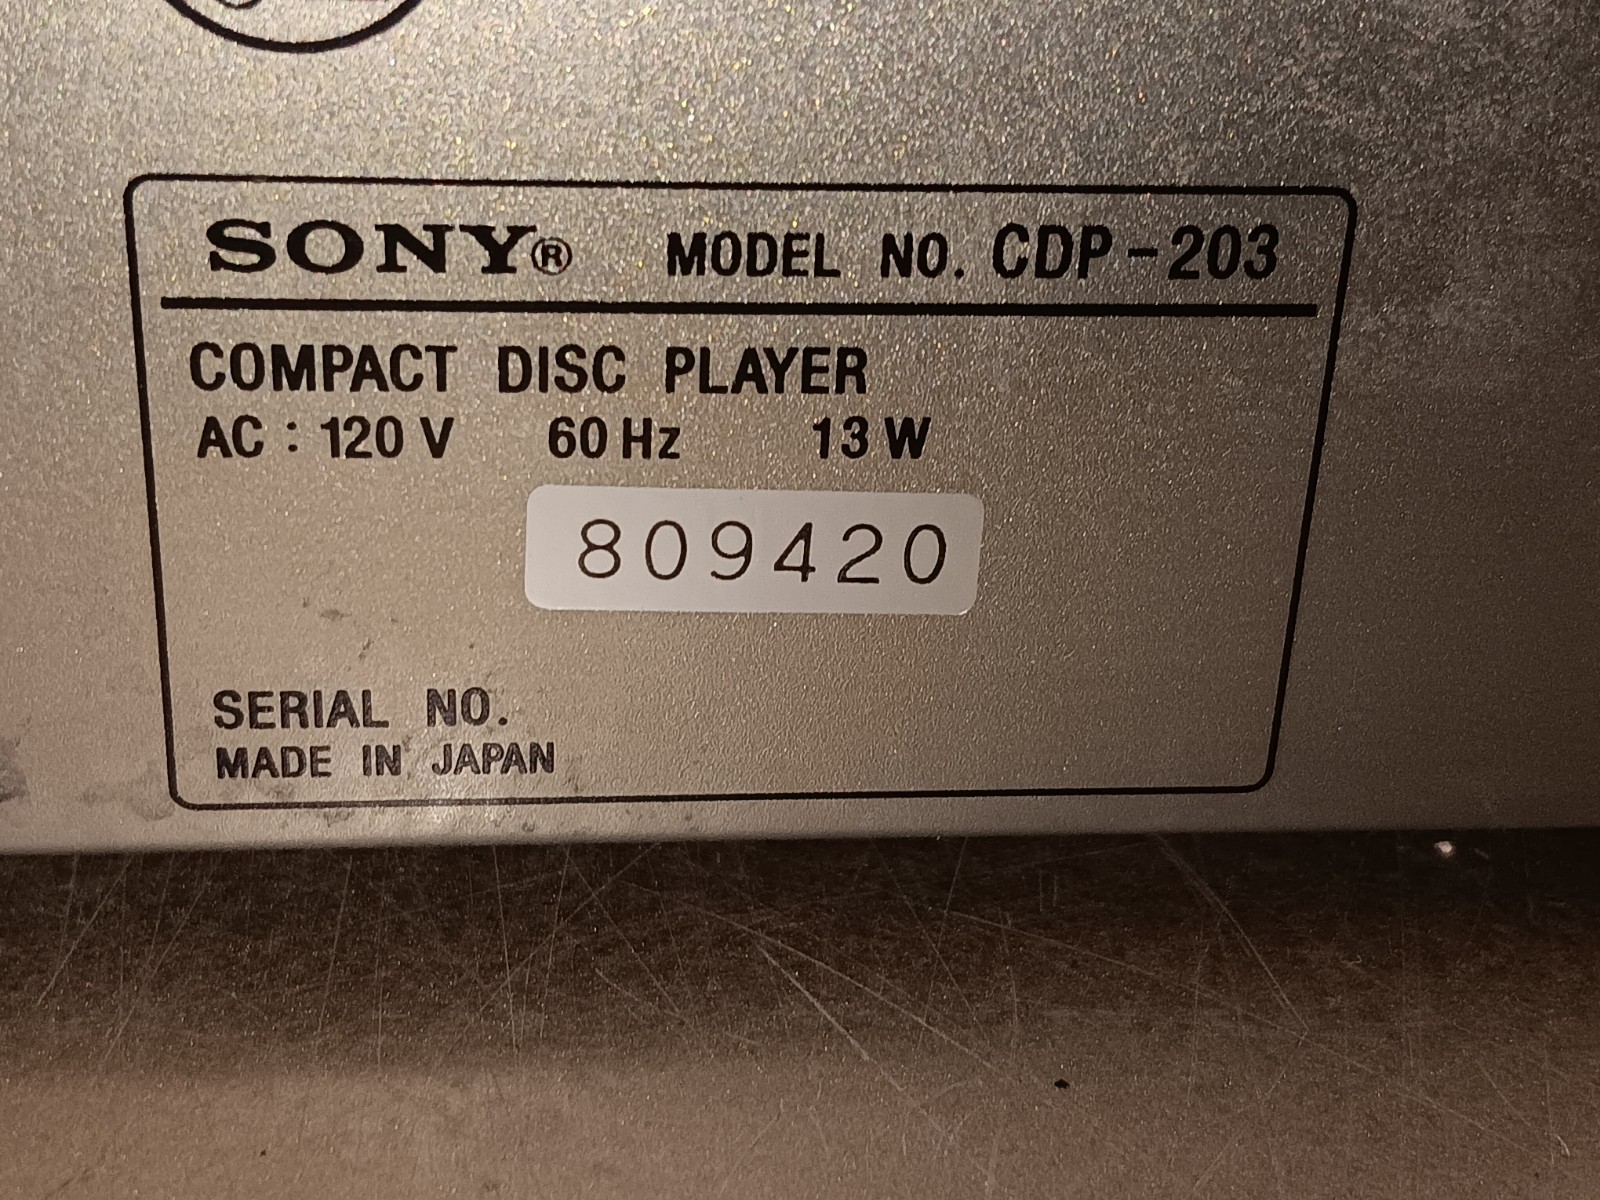 SONY® MODEL NO. CDP-203
COMPACT DISC PLAYER
AC : 120 V 60 Hz 13 W
809420
SERIAL NO.
MADE IN JAPAN